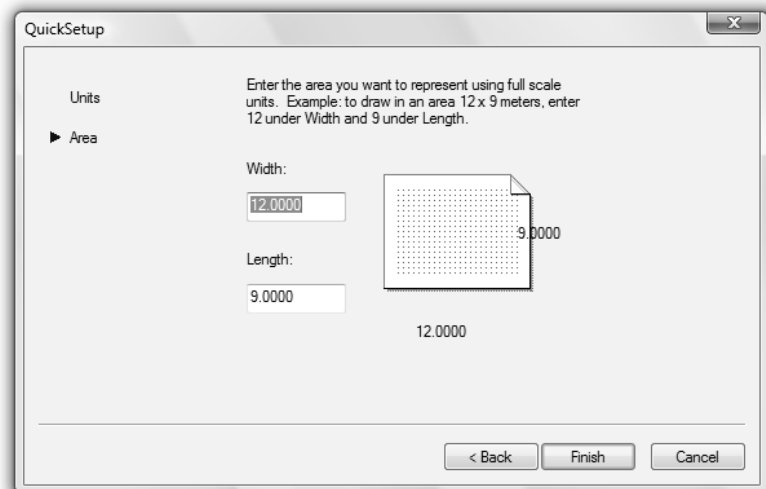 QuickSetup
X
Units
Area
Enter the area you want to represent using full scale
units. Example: to draw in an area 12 x 9 meters, enter
12 under Width and 9 under Length.
Width:
12.0000
9.0000
Length:
9.0000
12.0000
< Back
Finish
Cancel